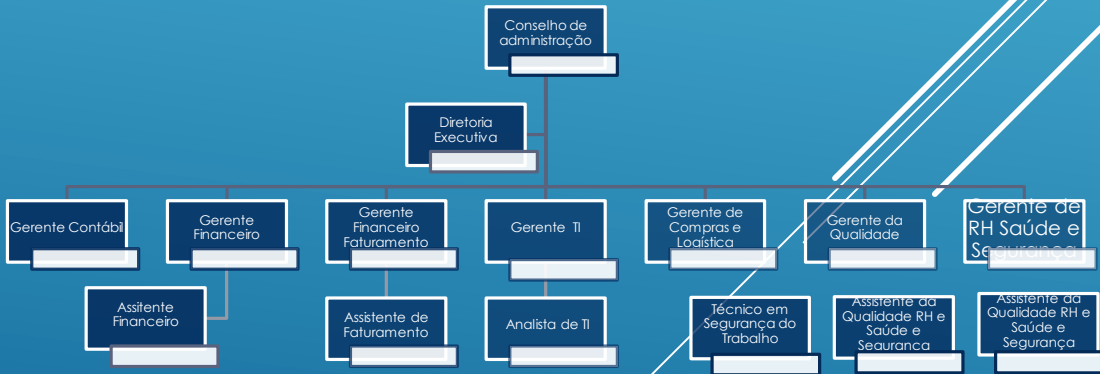 Conselho de
administração
Diretoria
Executiva
Gerente Contábil
Gerente
Financeiro
Gerente
Financeiro
Faturamento
Gerente TI
Gerente de
Compras e
Logística
Gerente da
Qualidade
Gerente de
RH Saúde e
Segurança
Assitente
Financeiro
Assistente de
Faturamento
Analista de TI
Técnico em
Segurança do
Trabalho
Assistente da
Qualidade RH e
Saúde e
Segurança
Assistente da
Qualidade RH e
Saúde e
Segurança